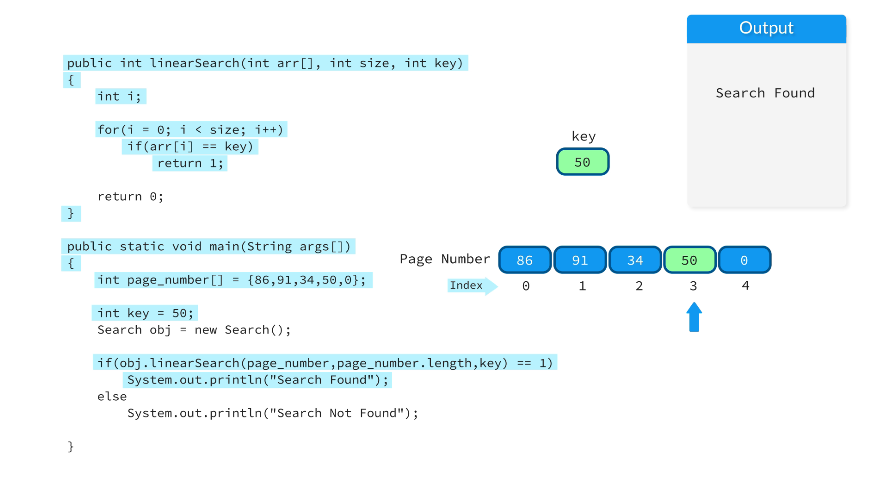 public int linearSearch(int arr[], int size, int key)
{
int i;
for(i = 0; i < size; i++)
if(arr[i] == key)
return 1;
return 0;
}
public static void main(String args[])
{
int page_number[] = {86,91,34,50,0};
int key = 50;
Search obj = new Search();
if(obj.linearSearch(page_number,page_number.length,key) == 1)
System.out.println("Search Found");
else
System.out.println("Search Not Found");
}
key
50
Page Number 86 91 34 50 0
Index 0 1 2 3 4
Output
Search Found